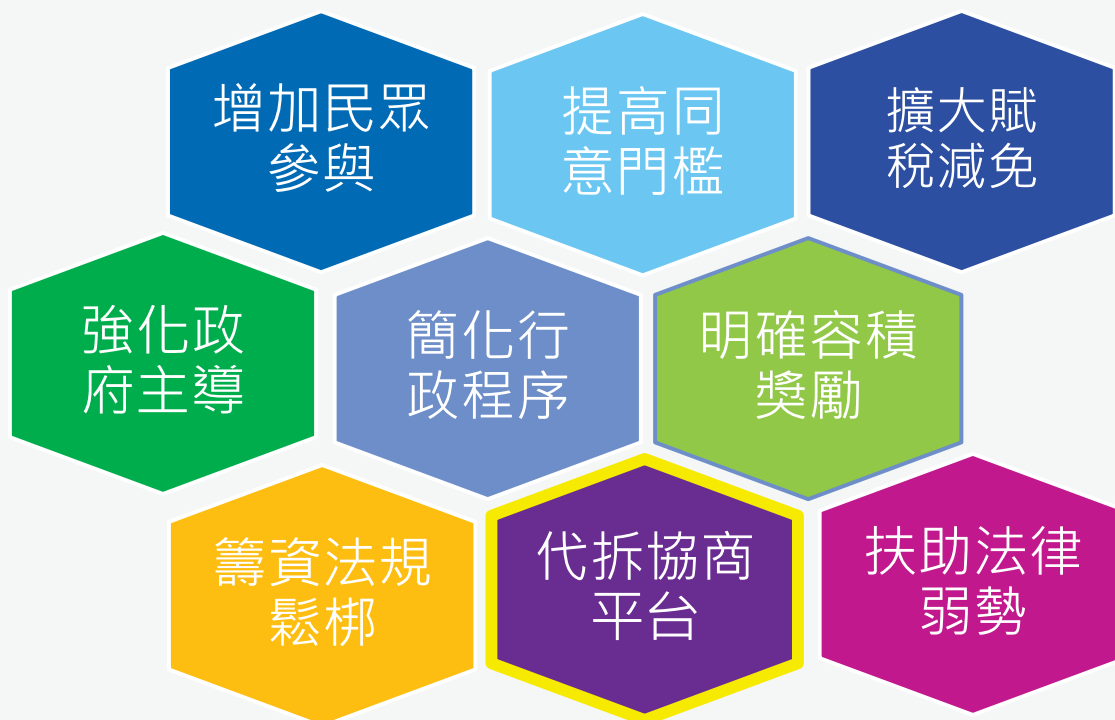 增加民眾
參與
提高同
意門檻
擴大賦
稅減免
強化政
府主導
簡化行
政程序
明確容積
獎勵
籌資法規
鬆梆
代拆協商
平台
扶助法律
弱勢